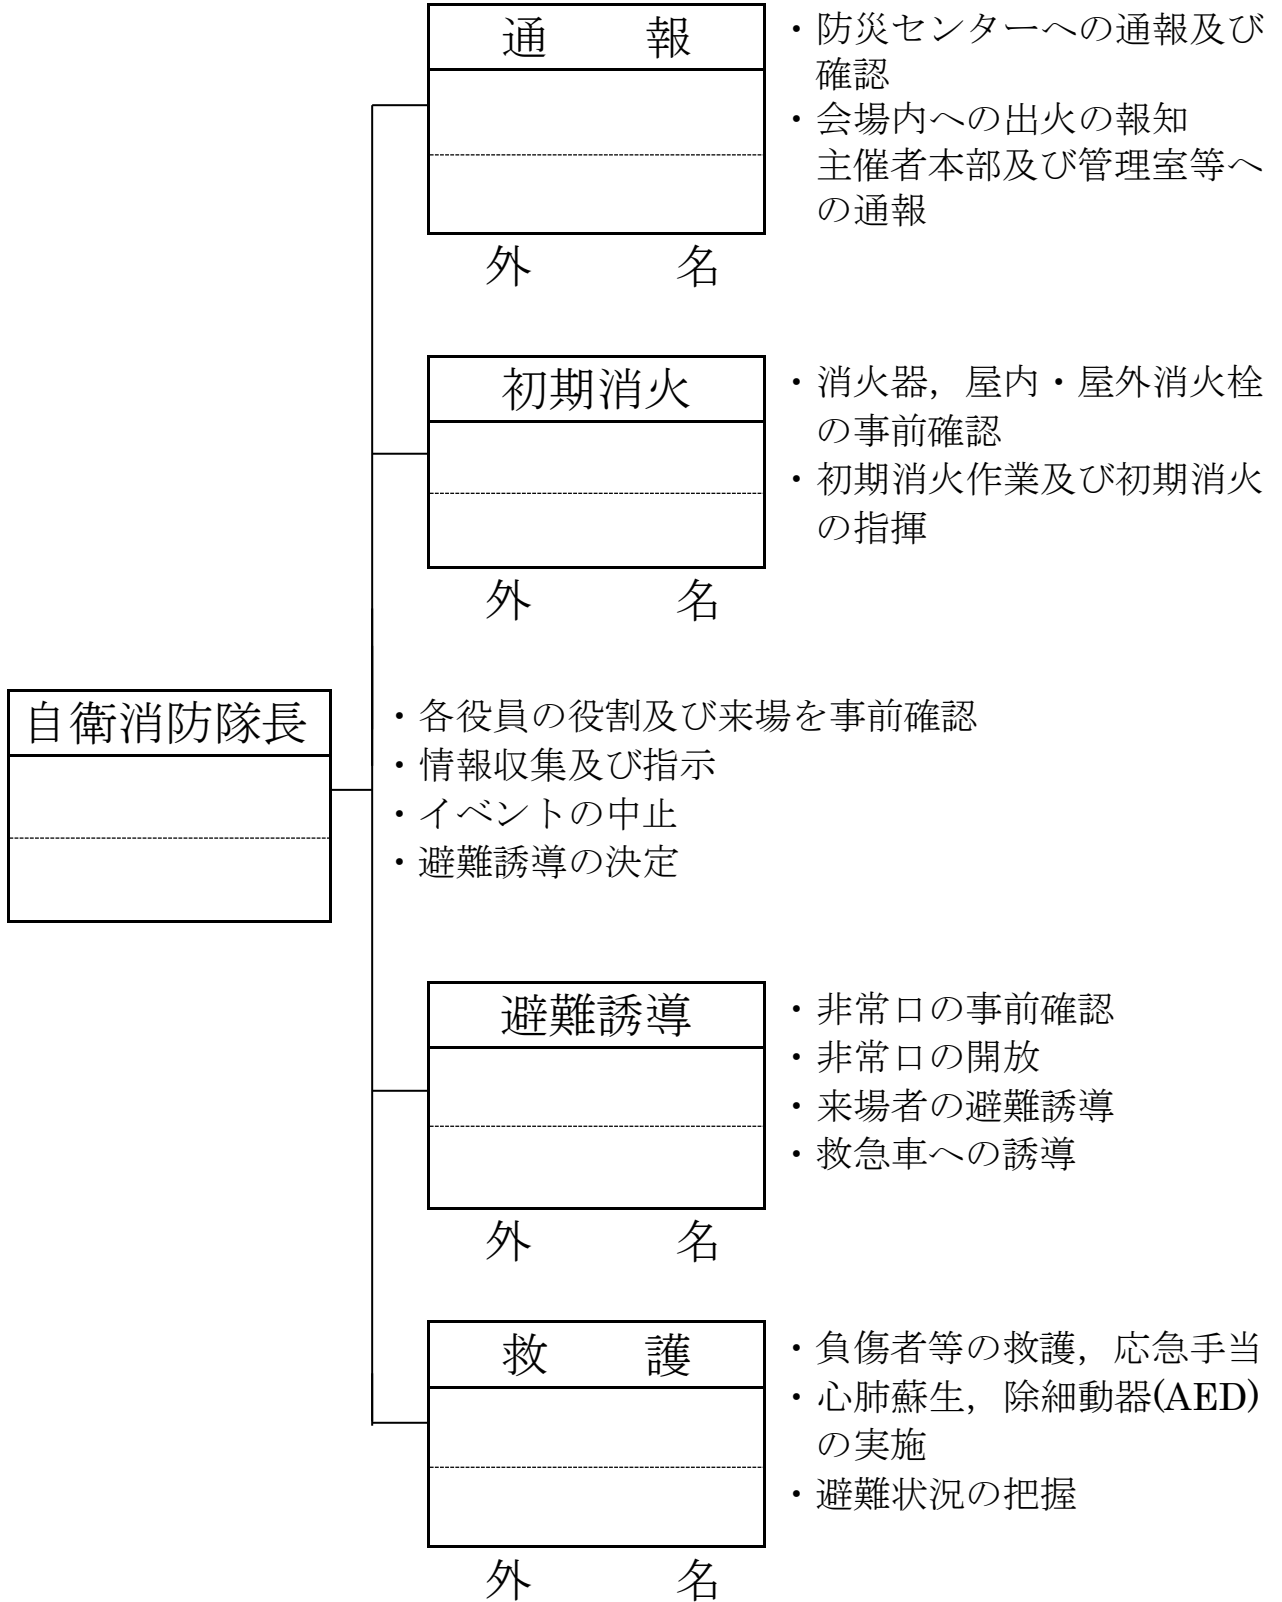 通　　報
・防災センターへの通報及び
確認
・会場内への出火の報知
主催者本部及び管理室等へ
の通報
外　　　名
初期消火
・消火器，屋内・屋外消火栓
の事前確認
・初期消火作業及び初期消火
の指揮
外　　　名
自衛消防隊長
・各役員の役割及び来場を事前確認
・情報収集及び指示
・イベントの中止
・避難誘導の決定
避難誘導
・非常口の事前確認
・非常口の開放
・来場者の避難誘導
・救急車への誘導
外　　　名
救　　護
・負傷者等の救護，応急手当
・心肺蘇生，除細動器(AED)
の実施
・避難状況の把握
外　　　名